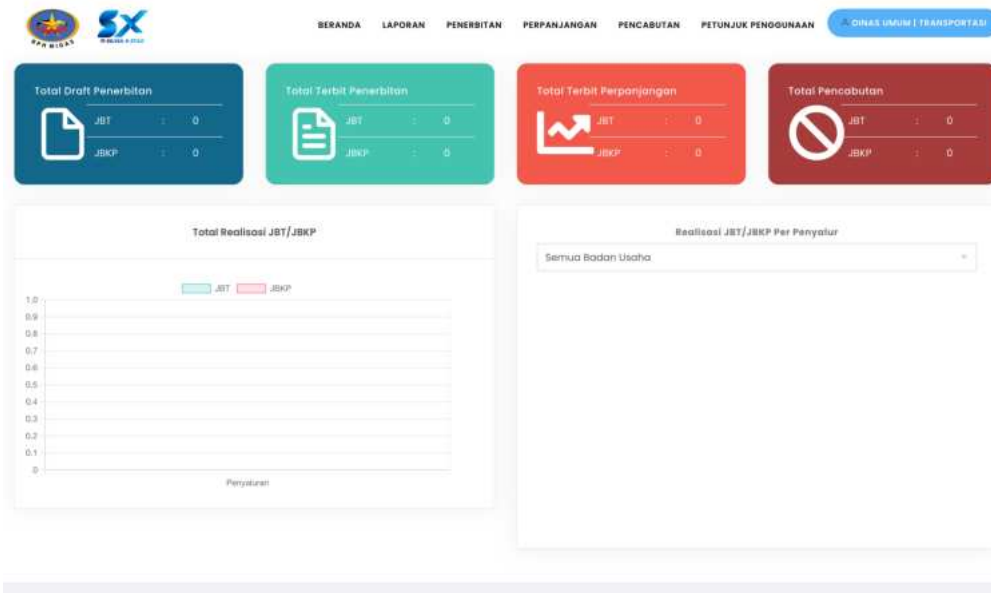 BPH MIGAS
SX
BERANDA LAPORAN PENERBITAN PERPANJANGAN PENCABUTAN PETUNJUK PENGGUNAAN DINAS UMUM | TRANSPORTASI
Total Draft Penerbitan
JBT : 0
JBKP : 0
Total Terbit Penerbitan
JBT : 0
JBKP : 0
Total Terbit Perpanjangan
JBT : 0
JBKP : 0
Total Pencabutan
JBT : 0
JBKP : 0
Total Realisasi JBT/JBKP
JBT JBKP
1.0
0.9
0.8
0.7
0.6
0.5
0.4
0.3
0.2
0.1
0
Penyaluran
Realisasi JBT/JBKP Per Penyalur
Semua Badan Usaha